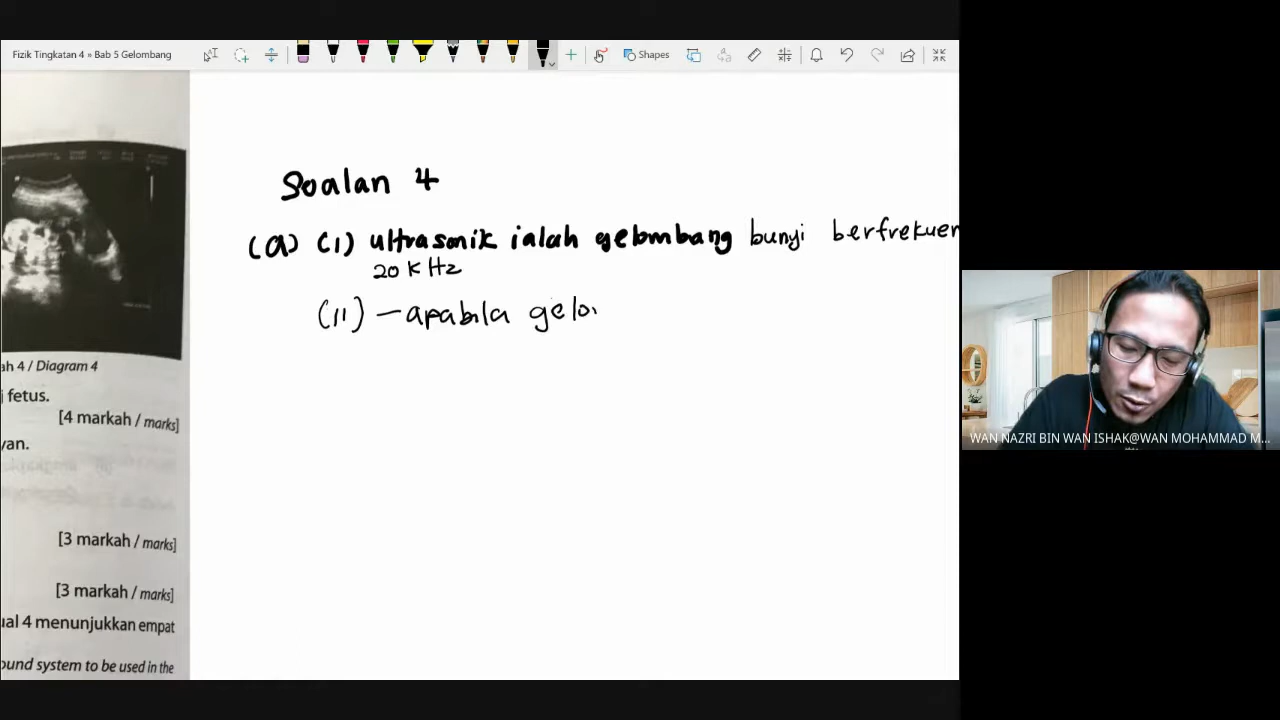 Fizik Tingkatan 4 » Bab 5 Gelombang
Shapes
Soalan 4
(a) (i) ultrasonik ialah gelombang bunyi berfrekuen
20 kHz
(ii) – apabila gelo
ah 4 / Diagram 4
i fetus.
[4 markah / marks]
yan.
[3 markah / marks]
[3 markah / marks]
ual 4 menunjukkan empat
ound system to be used in the
WAN NAZRI BIN WAN ISHAK@WAN MOHAMMAD M...